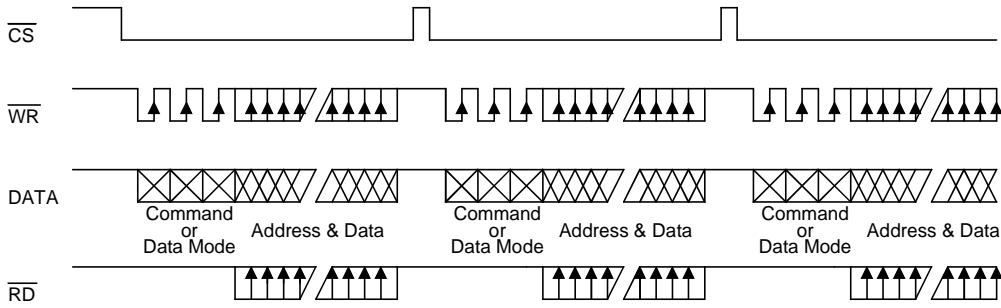 CS
WR
DATA
Command
or
Data Mode
Address & Data
Command
or
Data Mode
Address & Data
Command
or
Data Mode
Address & Data
RD